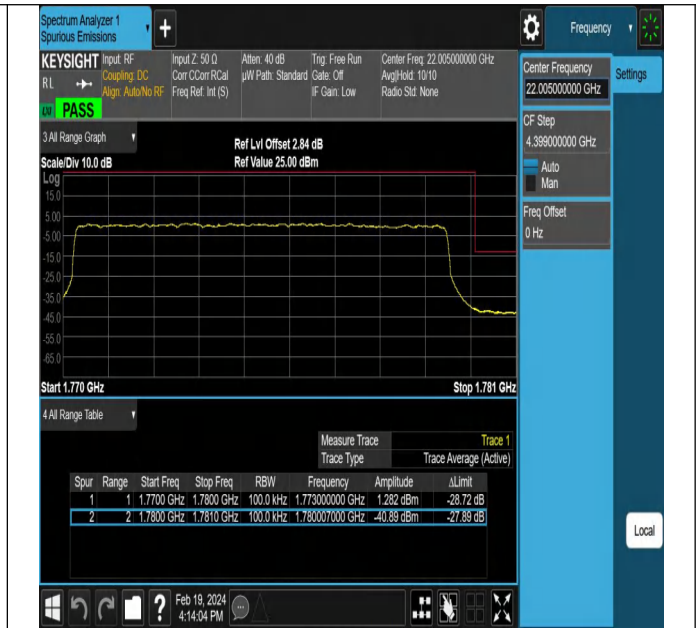 Spectrum Analyzer 1
Spurious Emissions
Frequency
KEYSIGHT
RL
Input: RF
Coupling: DC
Align: Auto/No RF
Input Z: 50 Ω
Corr CCorr RCal
Freq Ref: Int (S)
Atten: 40 dB
µW Path: Standard
Trig: Free Run
Gate: Off
IF Gain: Low
Center Freq: 22.005000000 GHz
Avg|Hold: 10/10
Radio Std: None
PASS
Center Frequency
22.005000000 GHz
Settings
CF Step
4.399000000 GHz
Auto
Man
Freq Offset
0 Hz
3 All Range Graph
Ref Lvl Offset 2.84 dB
Scale/Div 10.0 dB
Ref Value 25.00 dBm
Log
15.0
5.00
-5.00
-15.0
-25.0
-35.0
-45.0
-55.0
-65.0
Start 1.770 GHz
Stop 1.781 GHz
4 All Range Table
Measure Trace
Trace 1
Trace Type
Trace Average (Active)
Spur Range Start Freq Stop Freq RBW Frequency Amplitude ΔLimit
1 1 1.7700 GHz 1.7800 GHz 100.0 kHz 1.773000000 GHz 1.282 dBm -28.72 dB
2 2 1.7800 GHz 1.7810 GHz 100.0 kHz 1.780007000 GHz -40.89 dBm -27.89 dB
Local
Feb 19, 2024
4:14:04 PM